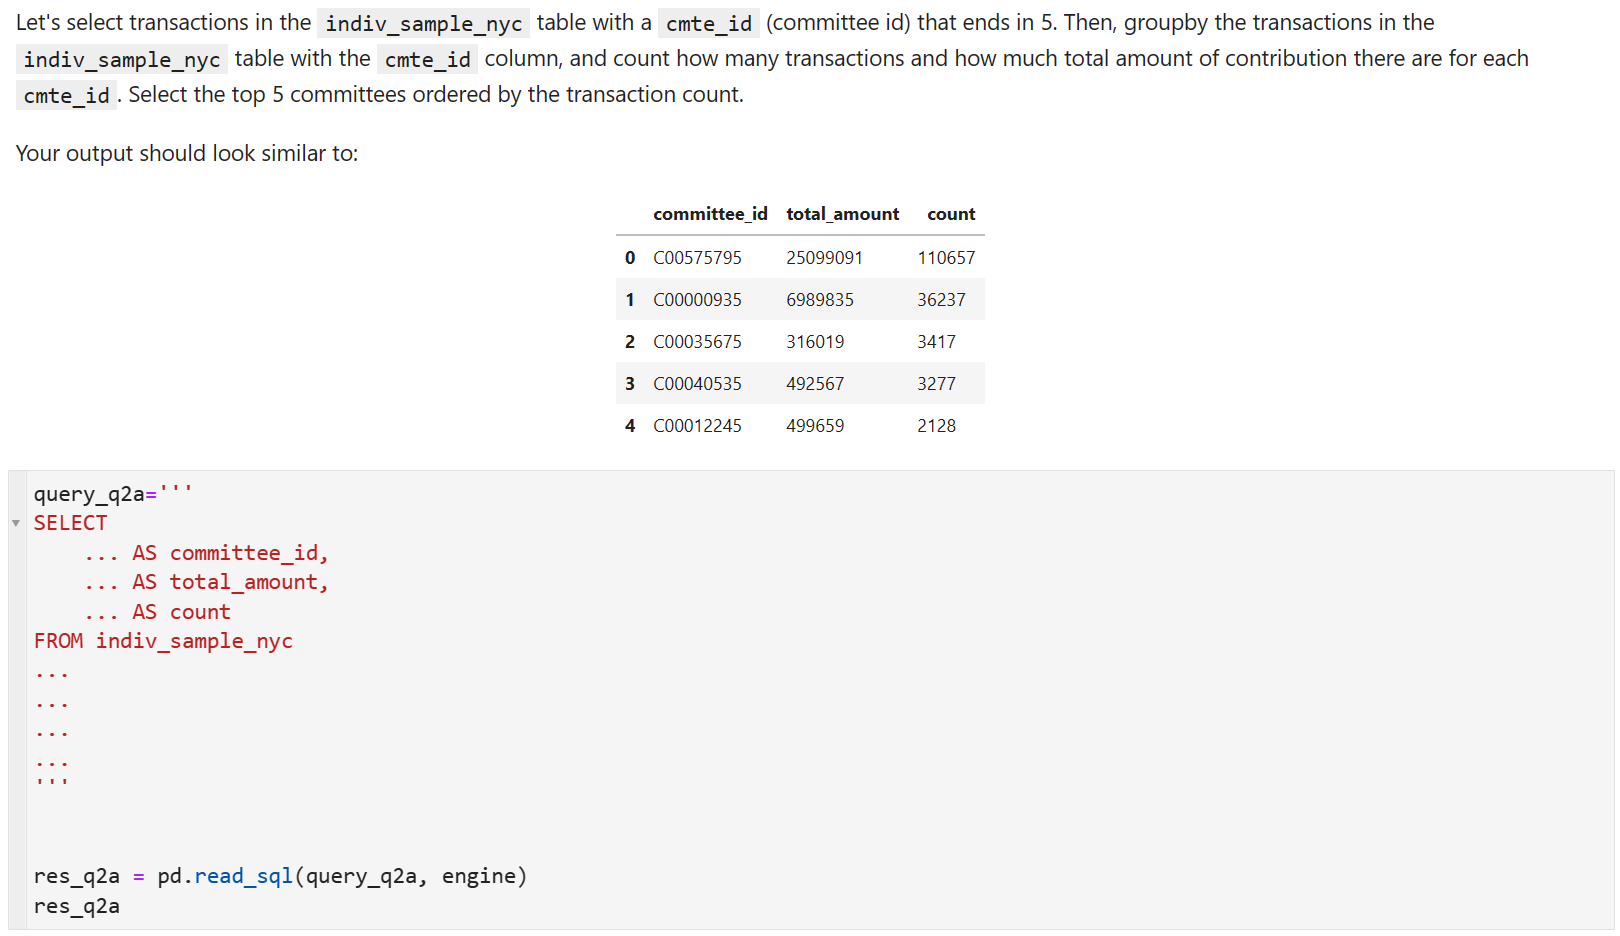 Let's select transactions in the indiv_sample_nyc table with a cmte_id (committee id) that ends in 5. Then, groupby the transactions in the
indiv_sample_nyc table with the cmte_id column, and count how many transactions and how much total amount of contribution there are for each
cmte_id . Select the top 5 committees ordered by the transaction count.
Your output should look similar to:
committee_id total_amount count
0 C00575795 25099091 110657
1 C00000935 6989835 36237
2 C00035675 316019 3417
3 C00040535 492567 3277
4 C00012245 499659 2128
query_q2a='''
SELECT
    ... AS committee_id,
    ... AS total_amount,
    ... AS count
FROM indiv_sample_nyc
...
...
...
...
'''
res_q2a = pd.read_sql(query_q2a, engine)
res_q2a